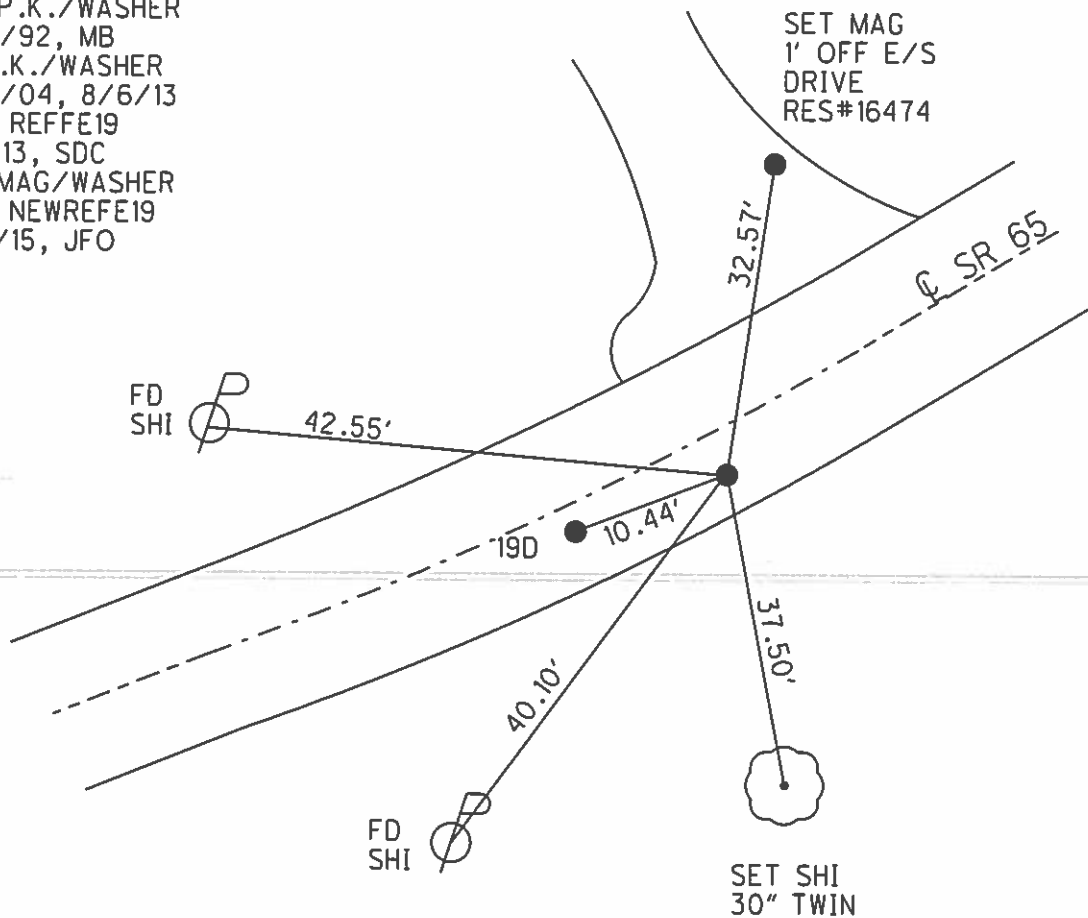 P.K./WASHER
/92, MB
.K./WASHER
/04, 8/6/13
REFFE19
13, SDC
MAG/WASHER
NEWREFE19
/15, JFO
SET MAG
1' OFF E/S
DRIVE
RES#16474
32.57'
℄ SR 65
FD
SHI
P
42.55'
19D
10.44'
37.50'
40.10'
FD
SHI
P
SET SHI
30" TWIN